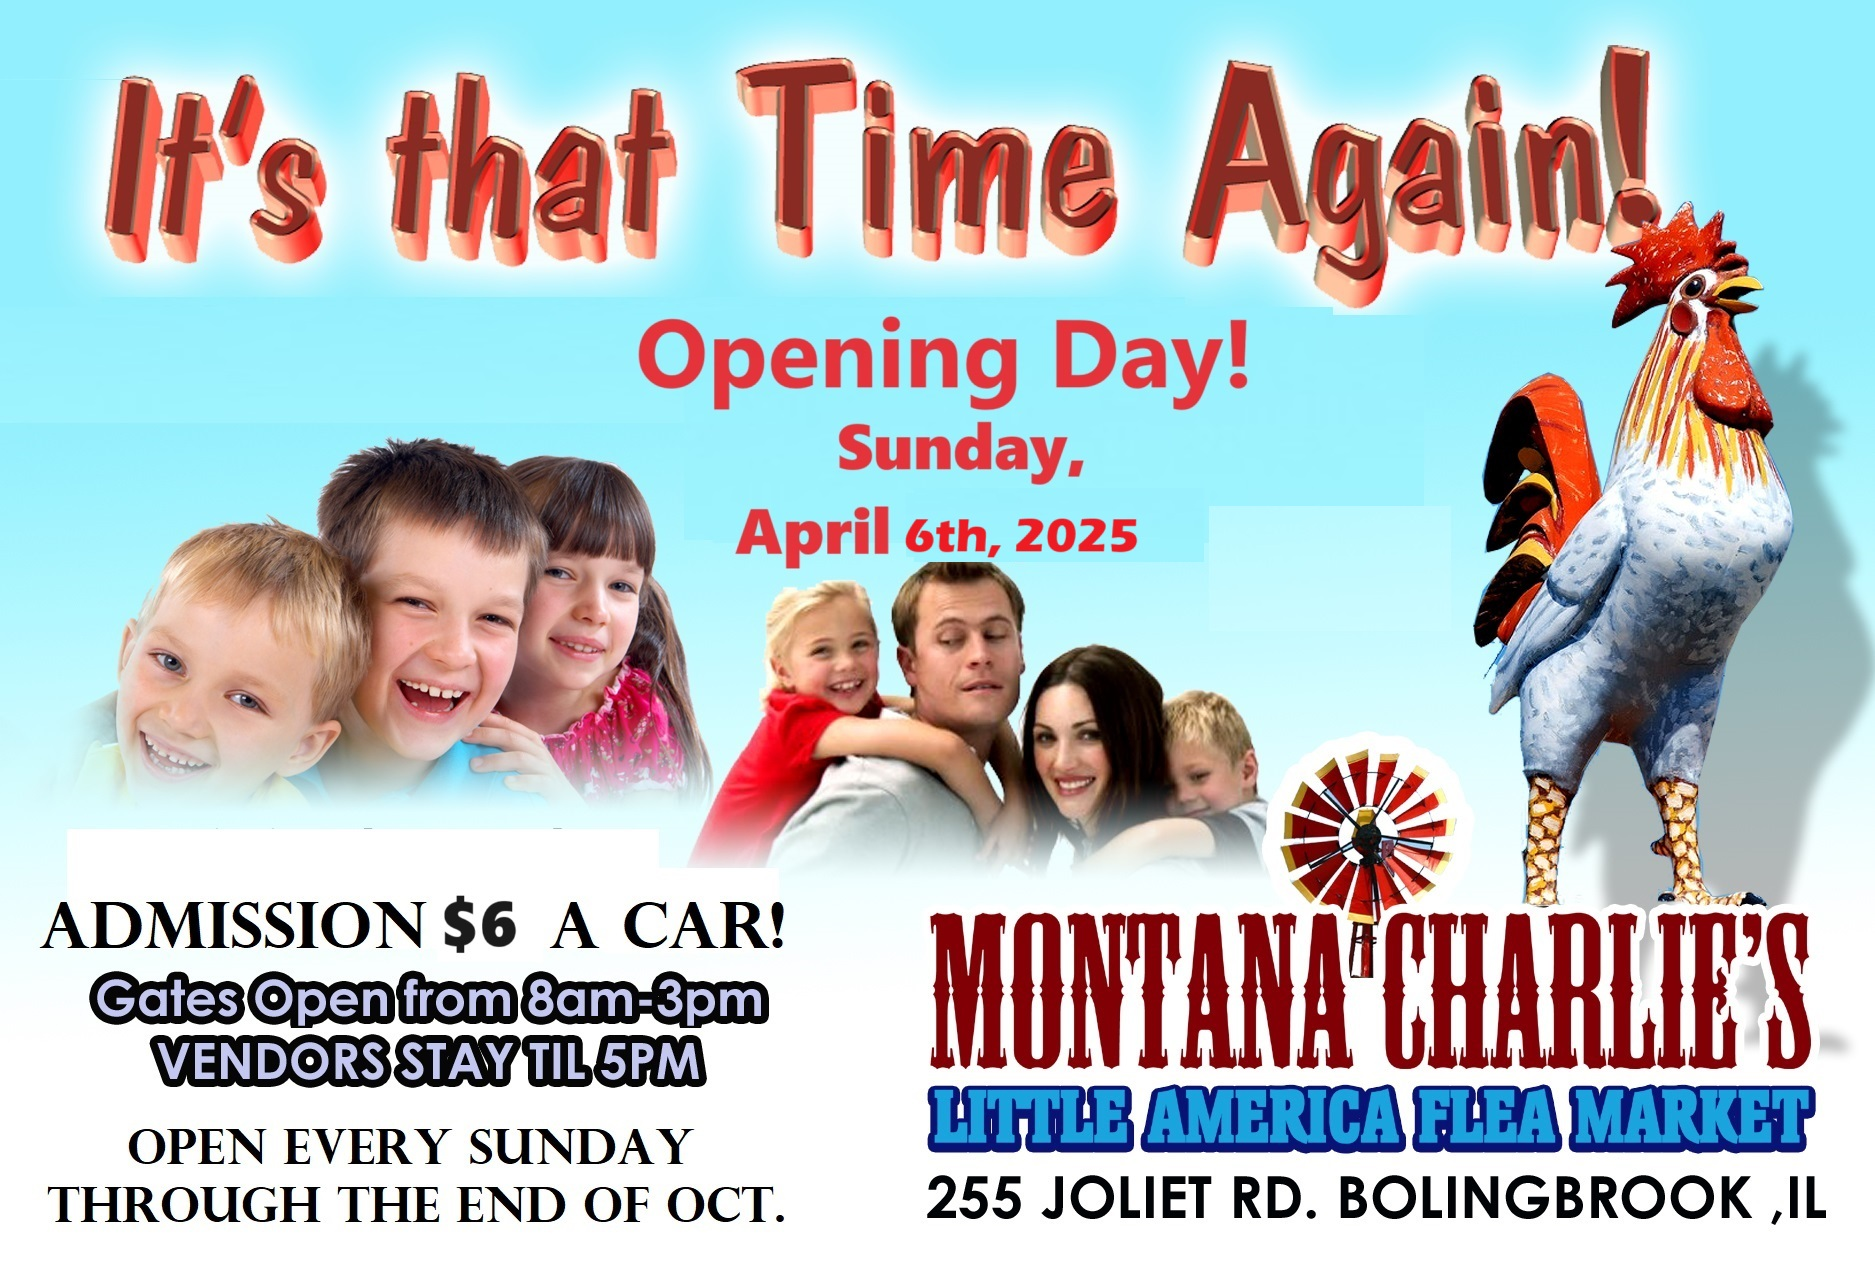 It's that Time Again!
Opening Day!
Sunday,
April 6th, 2025
ADMISSION $6 A CAR!
Gates Open from 8am-3pm
VENDORS STAY TIL 5PM
OPEN EVERY SUNDAY
THROUGH THE END OF OCT.
MONTANA CHARLIE'S
LITTLE AMERICA FLEA MARKET
255 JOLIET RD. BOLINGBROOK ,IL